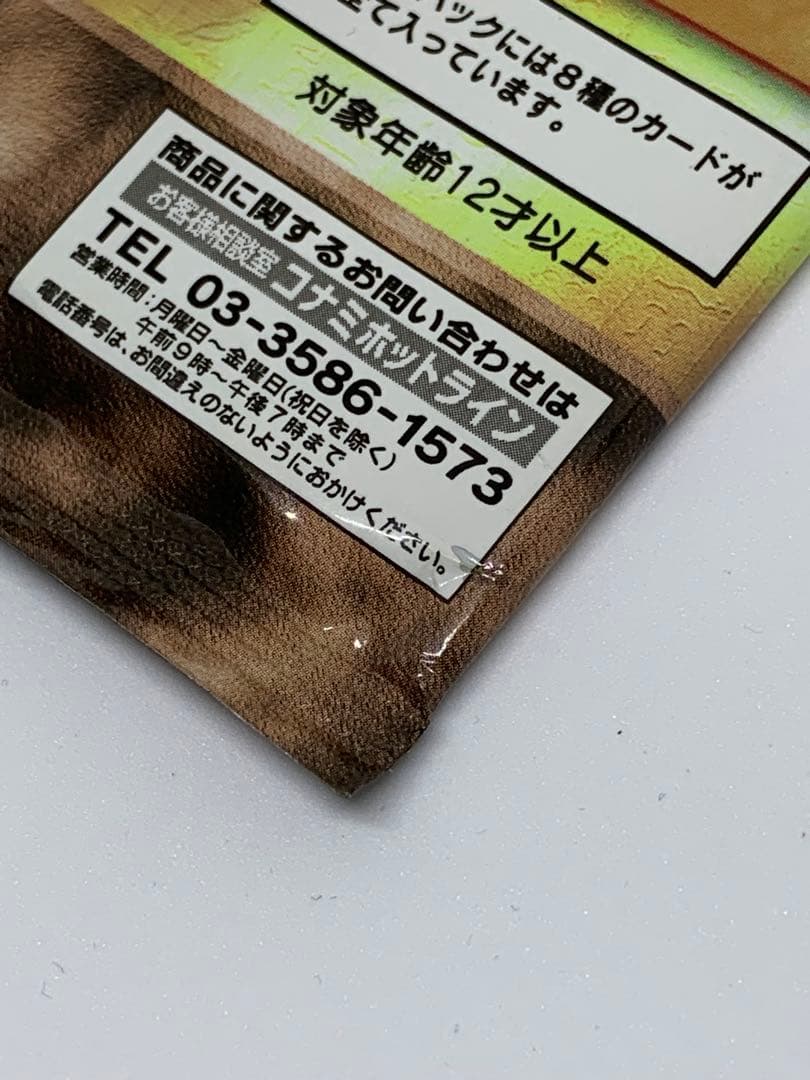 パックには8種のカードが
全て入っています。
対象年齢12才以上
商品に関するお問い合わせは
お客様相談室 コナミホットライン
TEL 03-3586-1573
営業時間:月曜日～金曜日(祝日を除く)
午前9時～午後7時まで
電話番号は、お間違えのないようにおかけください。